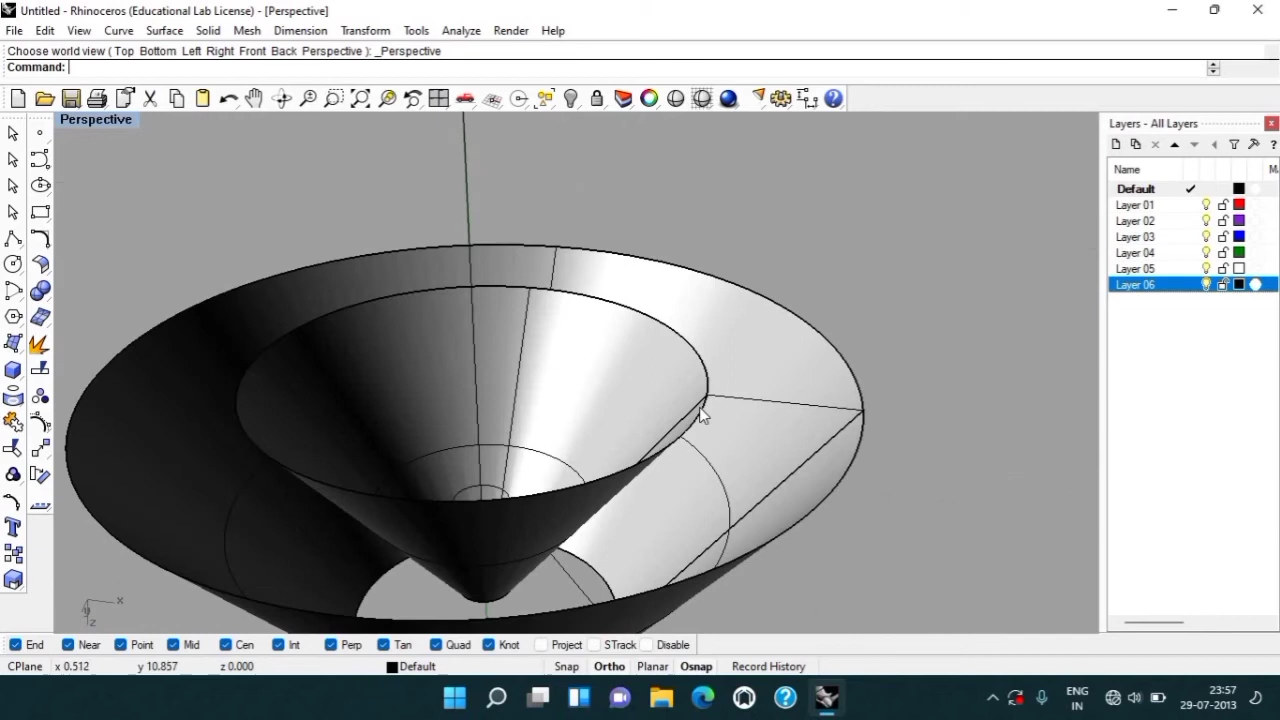 Untitled - Rhinoceros (Educational Lab License) - [Perspective]
File Edit View Curve Surface Solid Mesh Dimension Transform Tools Analyze Render Help
Choose world view ( Top Bottom Left Right Front Back Perspective ): _Perspective
Command:
Perspective
Layers - All Layers
Name
M
Default
Layer 01
Layer 02
Layer 03
Layer 04
Layer 05
Layer 06
x
y
z
End Near Point Mid Cen Int Perp Tan Quad Knot Project STrack Disable
CPlane x 0.512 y 10.857 z 0.000 Default Snap Ortho Planar Osnap Record History
ENG
IN
23:57
29-07-2013